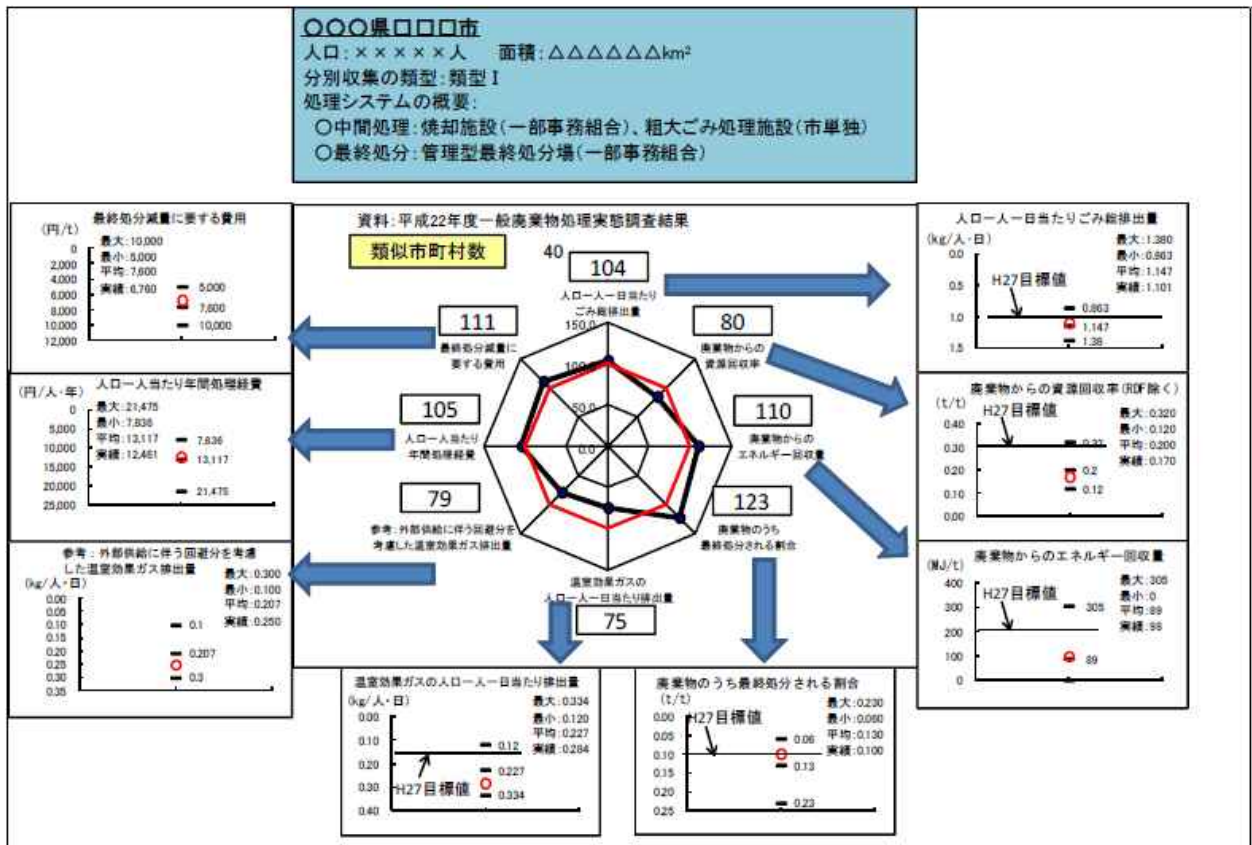 〇〇〇県□□□市
人口：×××××人　面積：△△△△△△km²
分別収集の類型：類型Ⅰ
処理システムの概要：
〇中間処理：焼却施設（一部事務組合）、粗大ごみ処理施設（市単独）
〇最終処分：管理型最終処分場（一部事務組合）
資料：平成22年度一般廃棄物処理実態調査結果
類似市町村数
40
104
人口一人一日当たり
ごみ総排出量
80
廃棄物からの
資源回収率
110
廃棄物からの
エネルギー回収量
123
廃棄物のうち
最終処分される割合
温室効果ガスの
人口一人一日当たり排出量
75
79
参考：外部供給に伴う回避分を
考慮した温室効果ガス排出量
105
人口一人当たり
年間処理経費
111
最終処分減量に
要する費用
150.0
100.0
50.0
0.0
最終処分減量に要する費用
(円/t)
最大：10,000
最小：5,000
平均：7,600
実績：6,760
0
2,000
4,000
6,000
8,000
10,000
12,000
5,000
7,600
10,000
人口一人当たり年間処理経費
(円/人・年)
最大：21,475
最小：7,836
平均：13,117
実績：12,461
0
5,000
10,000
15,000
20,000
25,000
7,836
13,117
21,475
参考：外部供給に伴う回避分を考慮
した温室効果ガス排出量
(kg/人・日)
最大：0.300
最小：0.100
平均：0.207
実績：0.250
0.00
0.05
0.10
0.15
0.20
0.25
0.30
0.35
0.1
0.207
0.3
温室効果ガスの人口一人一日当たり排出量
(kg/人・日)
最大：0.334
最小：0.120
平均：0.227
実績：0.284
0.00
0.10
0.20
0.30
0.40
0.12
0.227
0.334
H27目標値
廃棄物のうち最終処分される割合
(t/t)
最大：0.230
最小：0.060
平均：0.130
実績：0.100
H27目標値
0.00
0.05
0.10
0.15
0.20
0.25
0.06
0.13
0.23
人口一人一日当たりごみ総排出量
(kg/人・日)
最大：1.380
最小：0.863
平均：1.147
実績：1.101
H27目標値
0.0
0.5
1.0
1.5
0.863
1.147
1.38
廃棄物からの資源回収率(RDF除く)
(t/t)
H27目標値
最大：0.320
最小：0.120
平均：0.200
実績：0.170
0.40
0.30
0.20
0.10
0.00
0.32
0.2
0.12
廃棄物からのエネルギー回収量
(MJ/t)
最大：305
最小：0
平均：89
実績：98
H27目標値
400
300
200
100
0
305
89